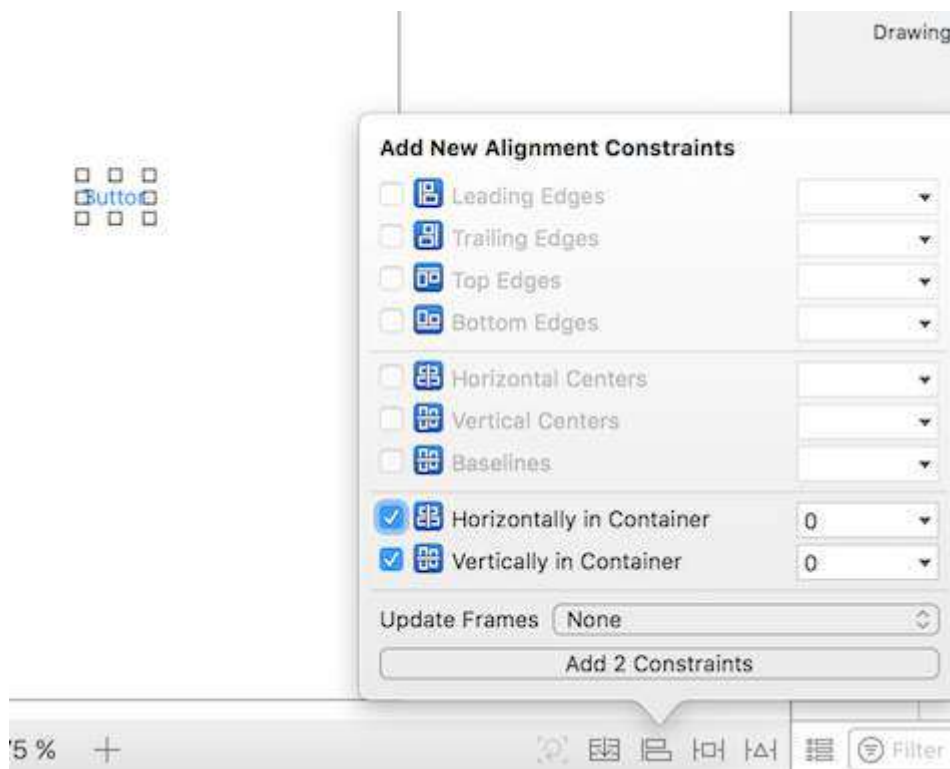 Drawing
Add New Alignment Constraints
Button
Leading Edges
Trailing Edges
Top Edges
Bottom Edges
Horizontal Centers
Vertical Centers
Baselines
Horizontally in Container 0
Vertically in Container 0
Update Frames None
Add 2 Constraints
5 %
Filter